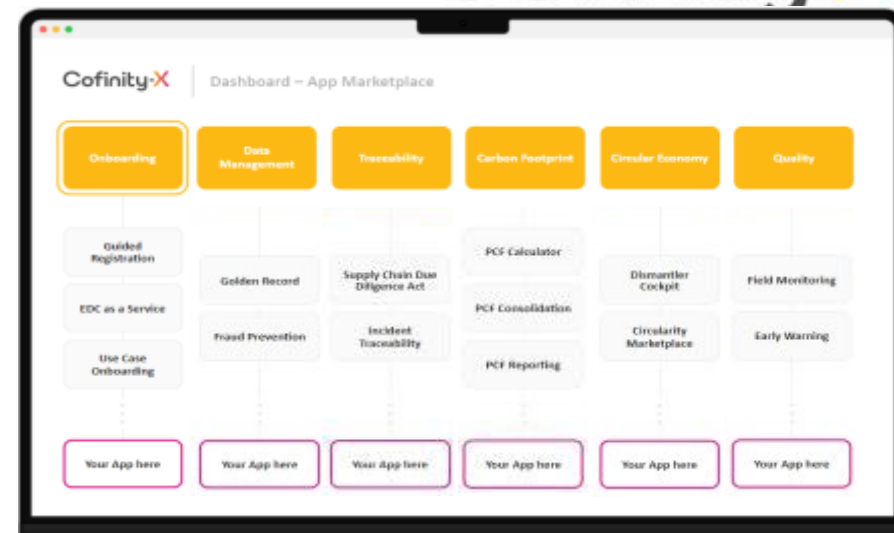 Cofinity-X
Dashboard – App Marketplace
Onboarding
Data
Management
Traceability
Carbon Footprint
Circular Economy
Quality
Guided
Registration
EDC as a Service
Use Case
Onboarding
Golden Record
Fraud Prevention
Supply Chain Due
Diligence Act
Incident
Traceability
PCF Calculator
PCF Consolidation
PCF Reporting
Dismantler
Cockpit
Circularity
Marketplace
Field Monitoring
Early Warning
Your App here
Your App here
Your App here
Your App here
Your App here
Your App here